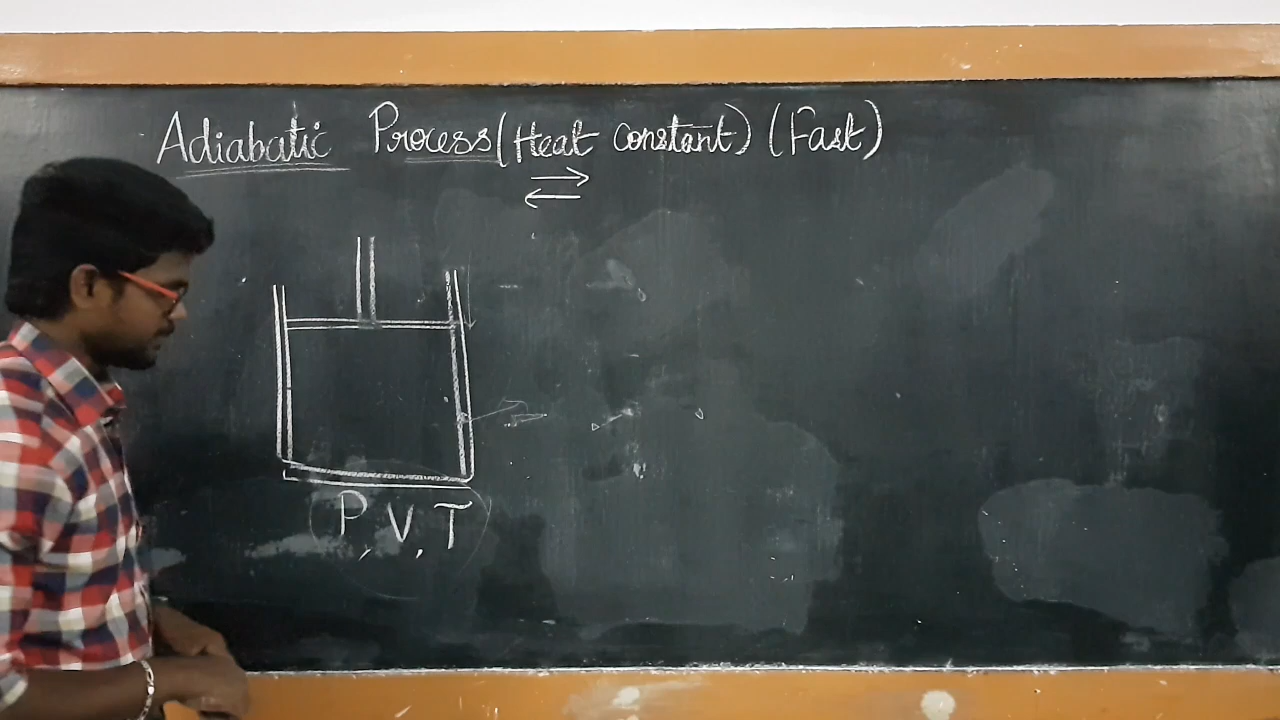 Adiabatic Process (Heat constant) (Fast)
P, V, T